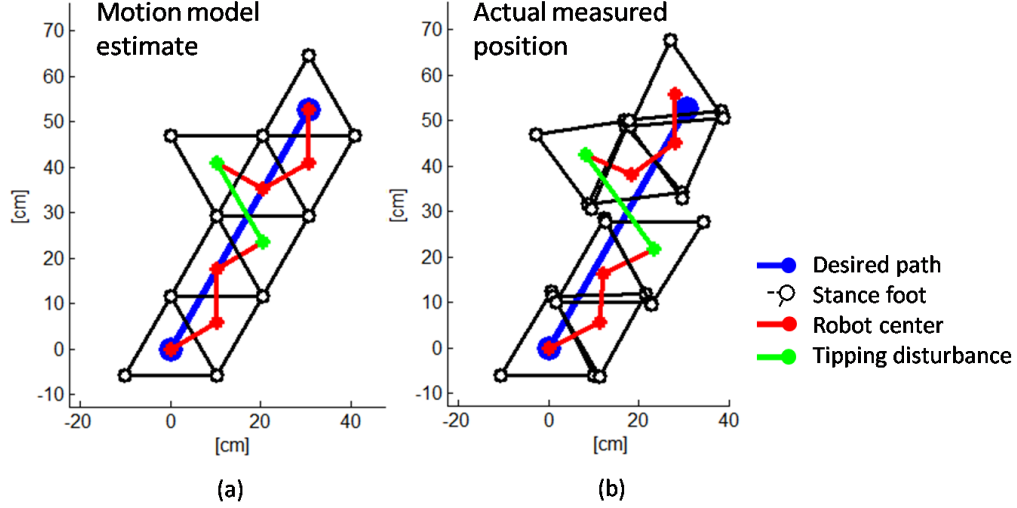 Motion model
estimate
70
60
50
40
30
20
10
0
-10
[cm]
-20 0 20 40
[cm]
(a)
Actual measured
position
70
60
50
40
30
20
10
0
-10
[cm]
-20 0 20 40
[cm]
(b)
Desired path
Stance foot
Robot center
Tipping disturbance